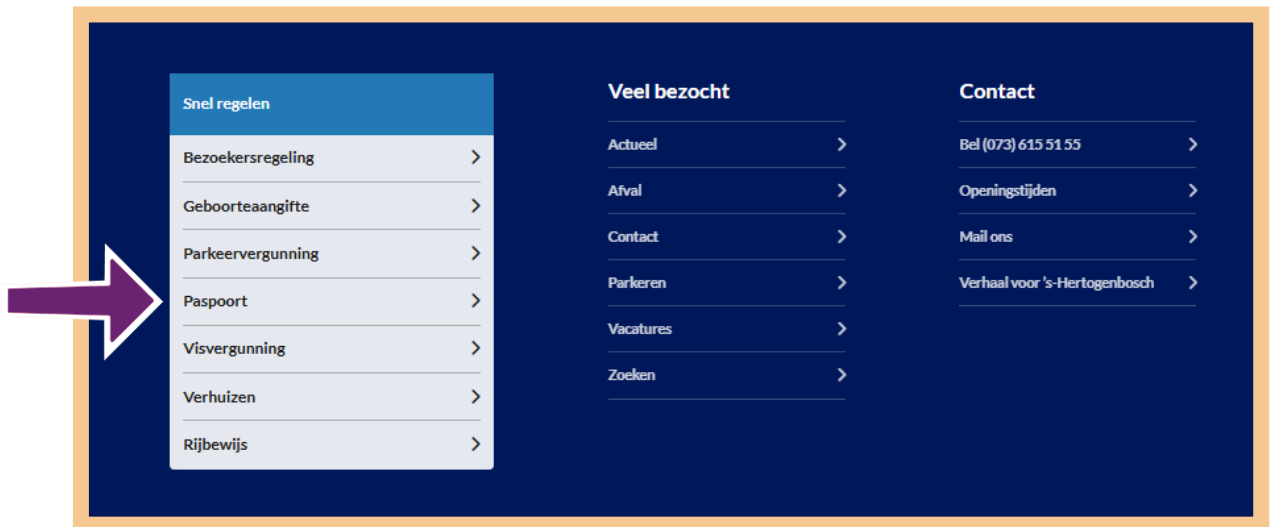 Snel regelen
Bezoekersregeling
Geboorteaangifte
Parkeervergunning
Paspoort
Visvergunning
Verhuizen
Rijbewijs
Veel bezocht
Actueel
Afval
Contact
Parkeren
Vacatures
Zoeken
Contact
Bel (073) 615 51 55
Openingstijden
Mail ons
Verhaal voor 's-Hertogenbosch